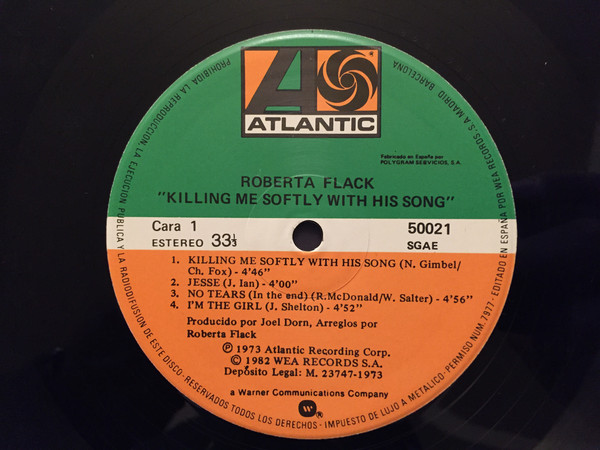 ATLANTIC
Fabricado en España por
POLYGRAM SERVICIOS, S.A.
ROBERTA FLACK
"KILLING ME SOFTLY WITH HIS SONG"
Cara 1
ESTEREO 33⅓
50021
SGAE
1. KILLING ME SOFTLY WITH HIS SONG (N. Gimbel/
Ch. Fox) - 4'46"
2. JESSE (J. Ian) - 4'00"
3. NO TEARS (In the end) (R.McDonald/W. Salter) - 4'56"
4. I'M THE GIRL (J. Shelton) - 4'52"
Producido por Joel Dorn, Arreglos por
Roberta Flack
Ⓟ 1973 Atlantic Recording Corp.
© 1982 WEA RECORDS S.A.
Depósito Legal: M. 23747-1973
a Warner Communications Company
PROHIBIDA LA REPRODUCCION, LA EJECUCION PUBLICA Y LA RADIODIFUSION DE ESTE DISCO - RESERVADOS TODOS LOS DERECHOS - IMPUESTO DE LUJO A METALICO - PERMISO NUM. 7977 - EDITADO EN ESPAÑA POR WEA RECORDS, S.A. MADRID BARCELONA